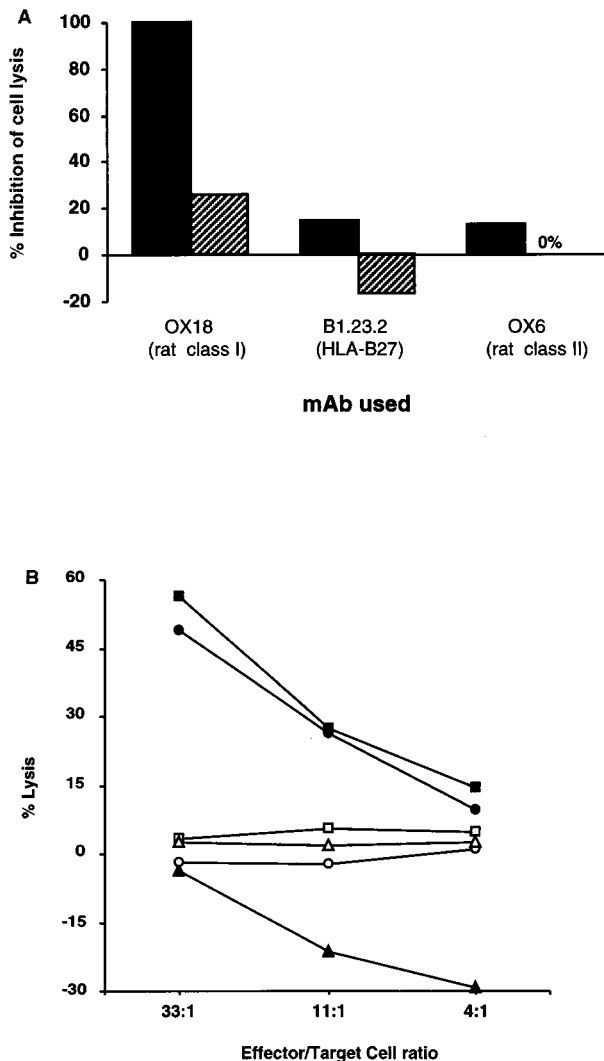 A
% Inhibition of cell lysis
100
80
60
40
20
0
-20
0%
OX18
(rat class I)
B1.23.2
(HLA-B27)
OX6
(rat class II)
mAb used
B
% Lysis
60
45
30
15
0
-15
-30
33:1
11:1
4:1
Effector/Target Cell ratio